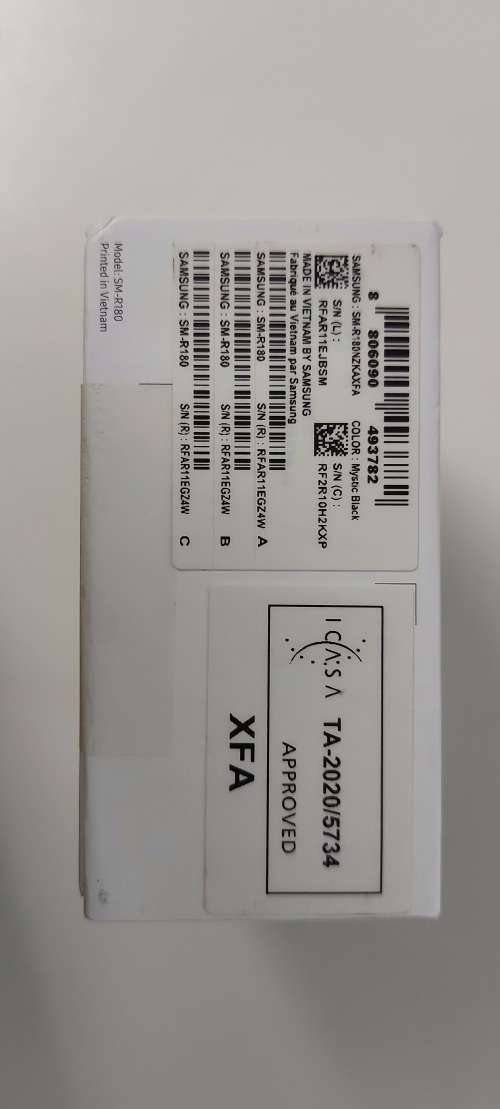 8 806090 493782
SAMSUNG : SM-R180NZKAXFA COLOR : Mystic Black
S/N (L) : S/N (C) :
RFAR11EJBSM RF2R10H2KXP
MADE IN VIETNAM BY SAMSUNG
Fabriqué au Vietnam par Samsung
SAMSUNG : SM-R180 S/N (R) : RFAR11EGZ4W A
SAMSUNG : SM-R180 S/N (R) : RFAR11EGZ4W B
SAMSUNG : SM-R180 S/N (R) : RFAR11EGZ4W C
Model: SM-R180
Printed in Vietnam
ICASA TA-2020/5734
APPROVED
XFA